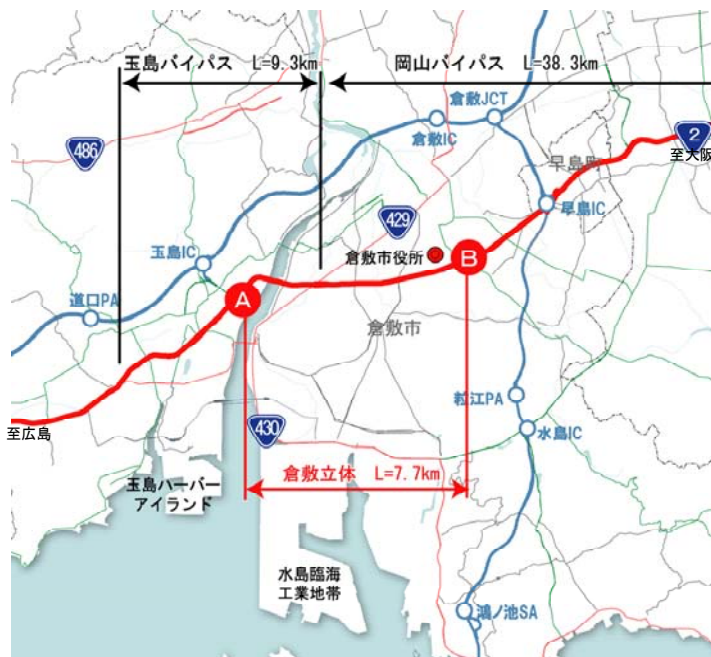 玉島バイパス L=9.3km
岡山バイパス L=38.3km
倉敷JCT
倉敷IC
486
2
至大阪
早島町
早島IC
429
倉敷市役所
B
玉島IC
A
道口PA
倉敷市
粒江PA
水島IC
430
至広島
倉敷立体 L=7.7km
玉島ハーバー
アイランド
水島臨海
工業地帯
鴻ノ池SA